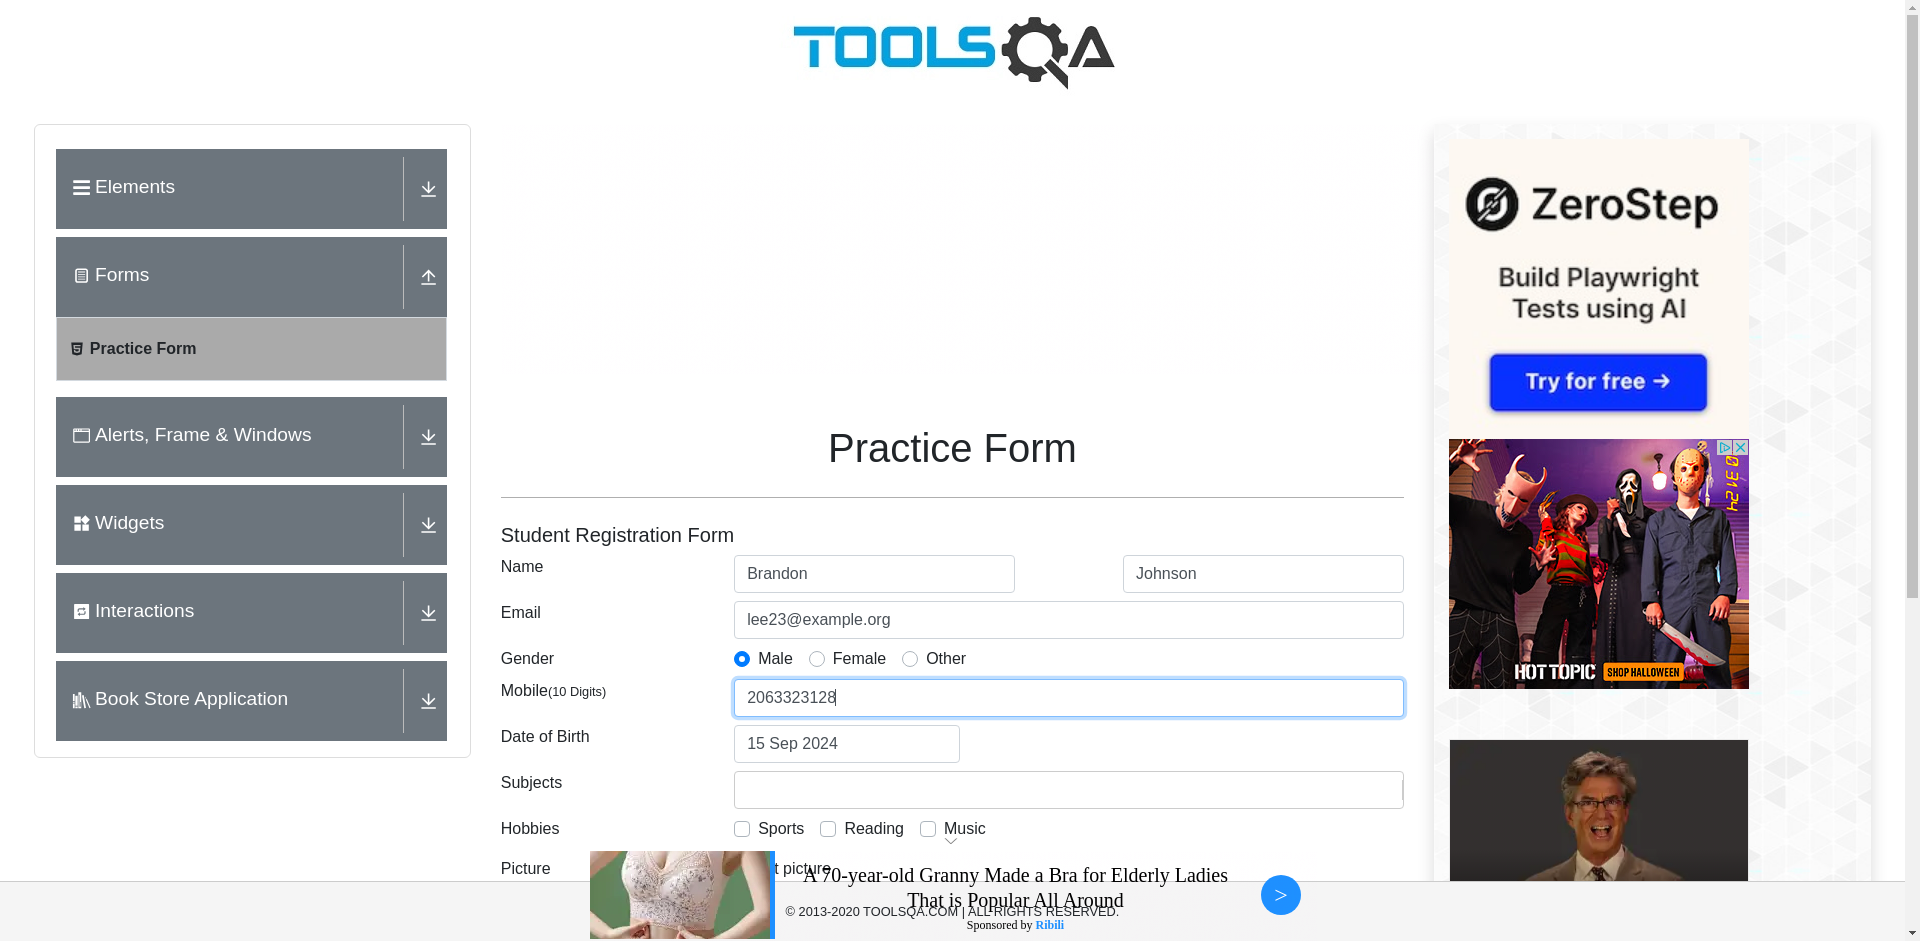 TOOLSQA
Elements
Forms
Practice Form
Alerts, Frame & Windows
Widgets
Interactions
Book Store Application
Practice Form
Student Registration Form
Name
Brandon
Johnson
Email
lee23@example.org
Gender
Male
Female
Other
Mobile(10 Digits)
2063323128
Date of Birth
15 Sep 2024
Subjects
Hobbies
Sports
Reading
Music
Picture
t picture
A 70-year-old Granny Made a Bra for Elderly Ladies
That is Popular All Around
Sponsored by Ribili
>
© 2013-2020 TOOLSQA.COM | ALL RIGHTS RESERVED.
ZeroStep
Build Playwright
Tests using AI
Try for free →
03124
HOT TOPIC
SHOP HALLOWEEN